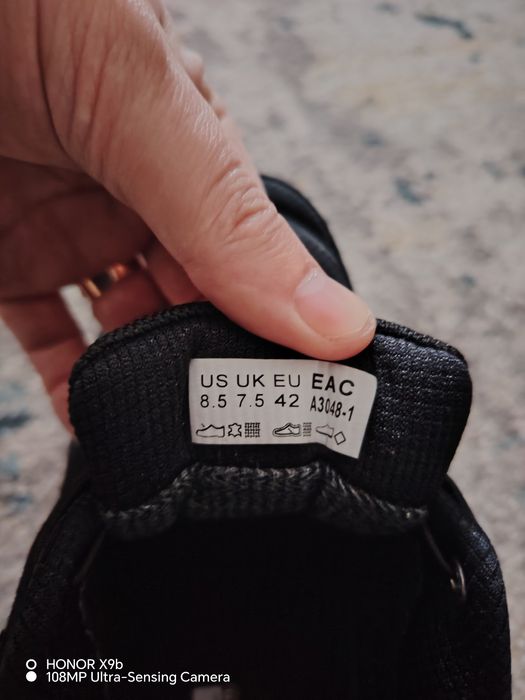 US UK EU EAC
8.5 7.5 42 A3048-1
HONOR X9b
108MP Ultra-Sensing Camera